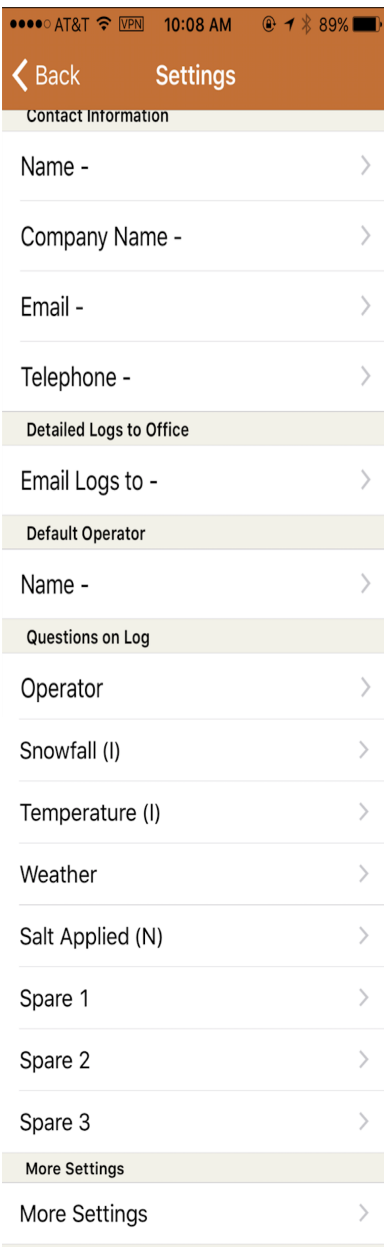 AT&T VPN 10:08 AM 89%
Back Settings
Contact Information
Name -
Company Name -
Email -
Telephone -
Detailed Logs to Office
Email Logs to -
Default Operator
Name -
Questions on Log
Operator
Snowfall (I)
Temperature (I)
Weather
Salt Applied (N)
Spare 1
Spare 2
Spare 3
More Settings
More Settings